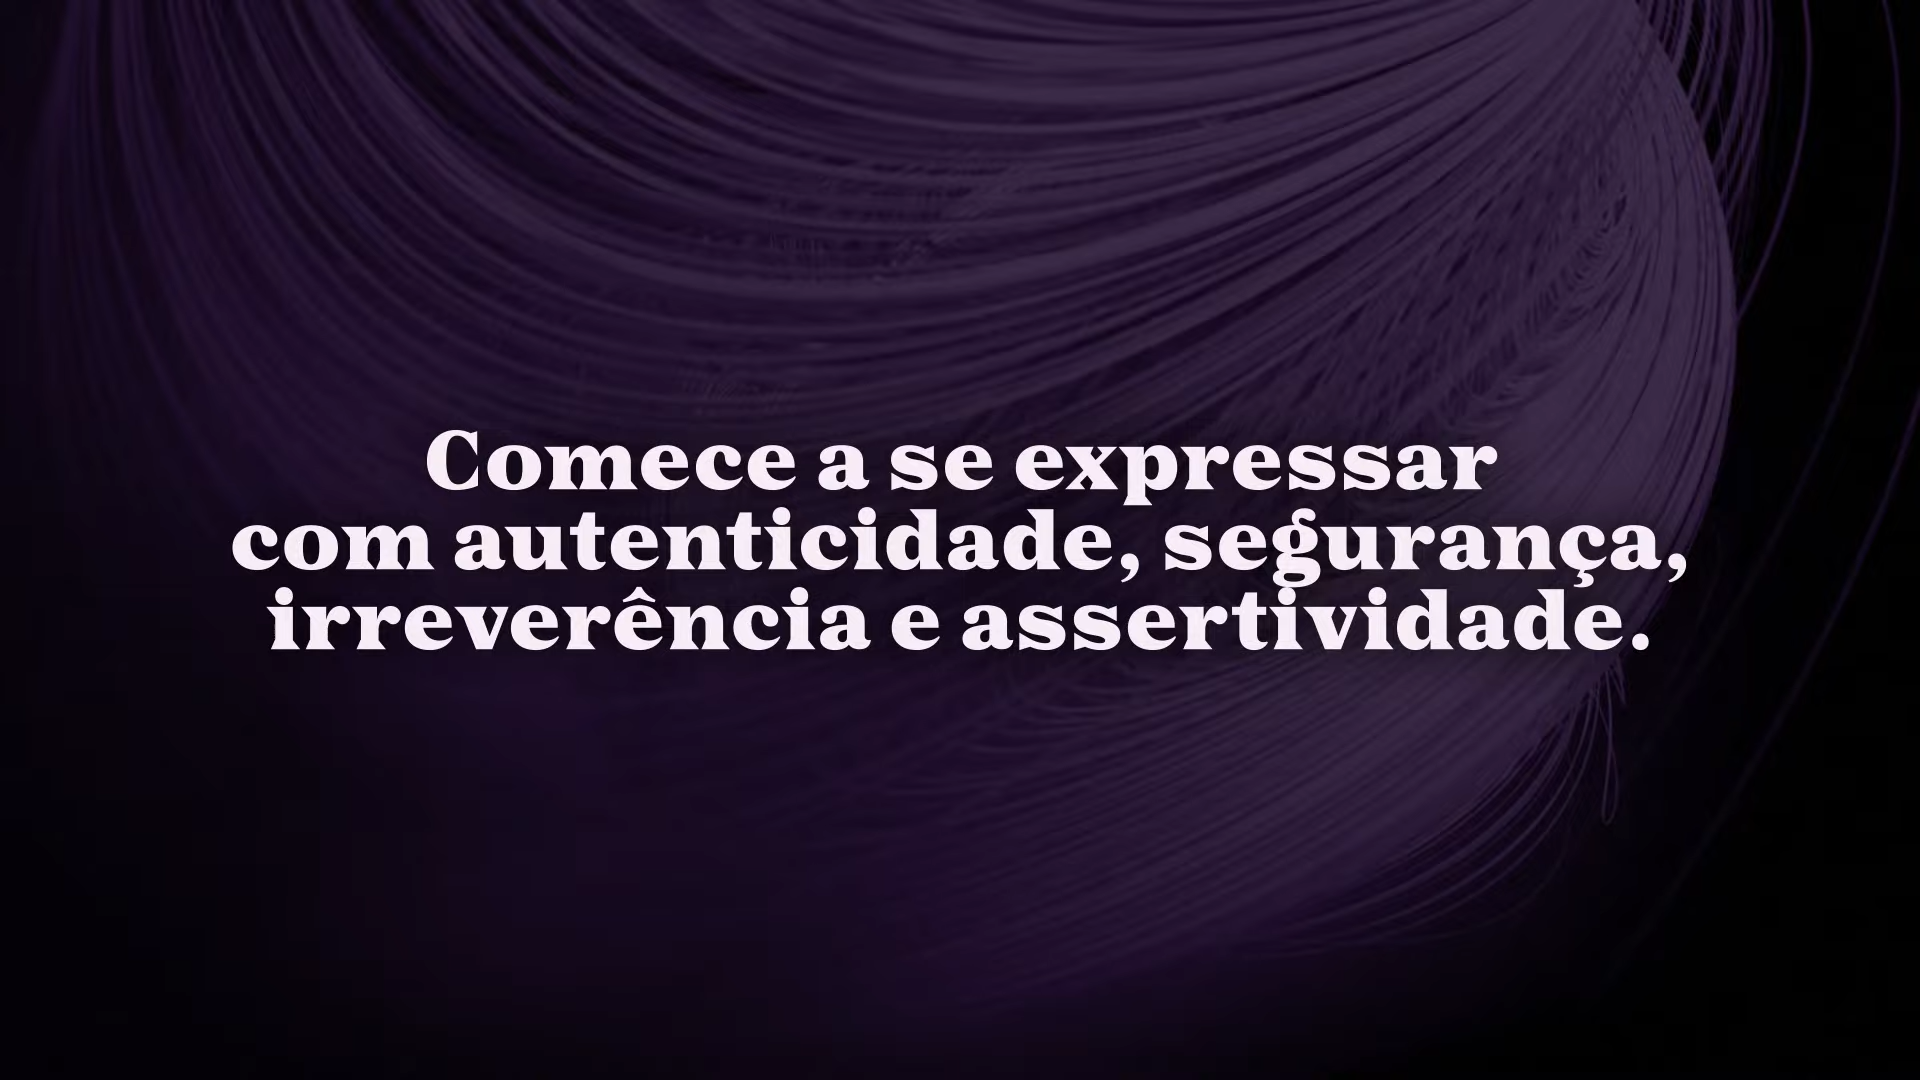 Comece a se expressar
com autenticidade, segurança,
irreverência e assertividade.